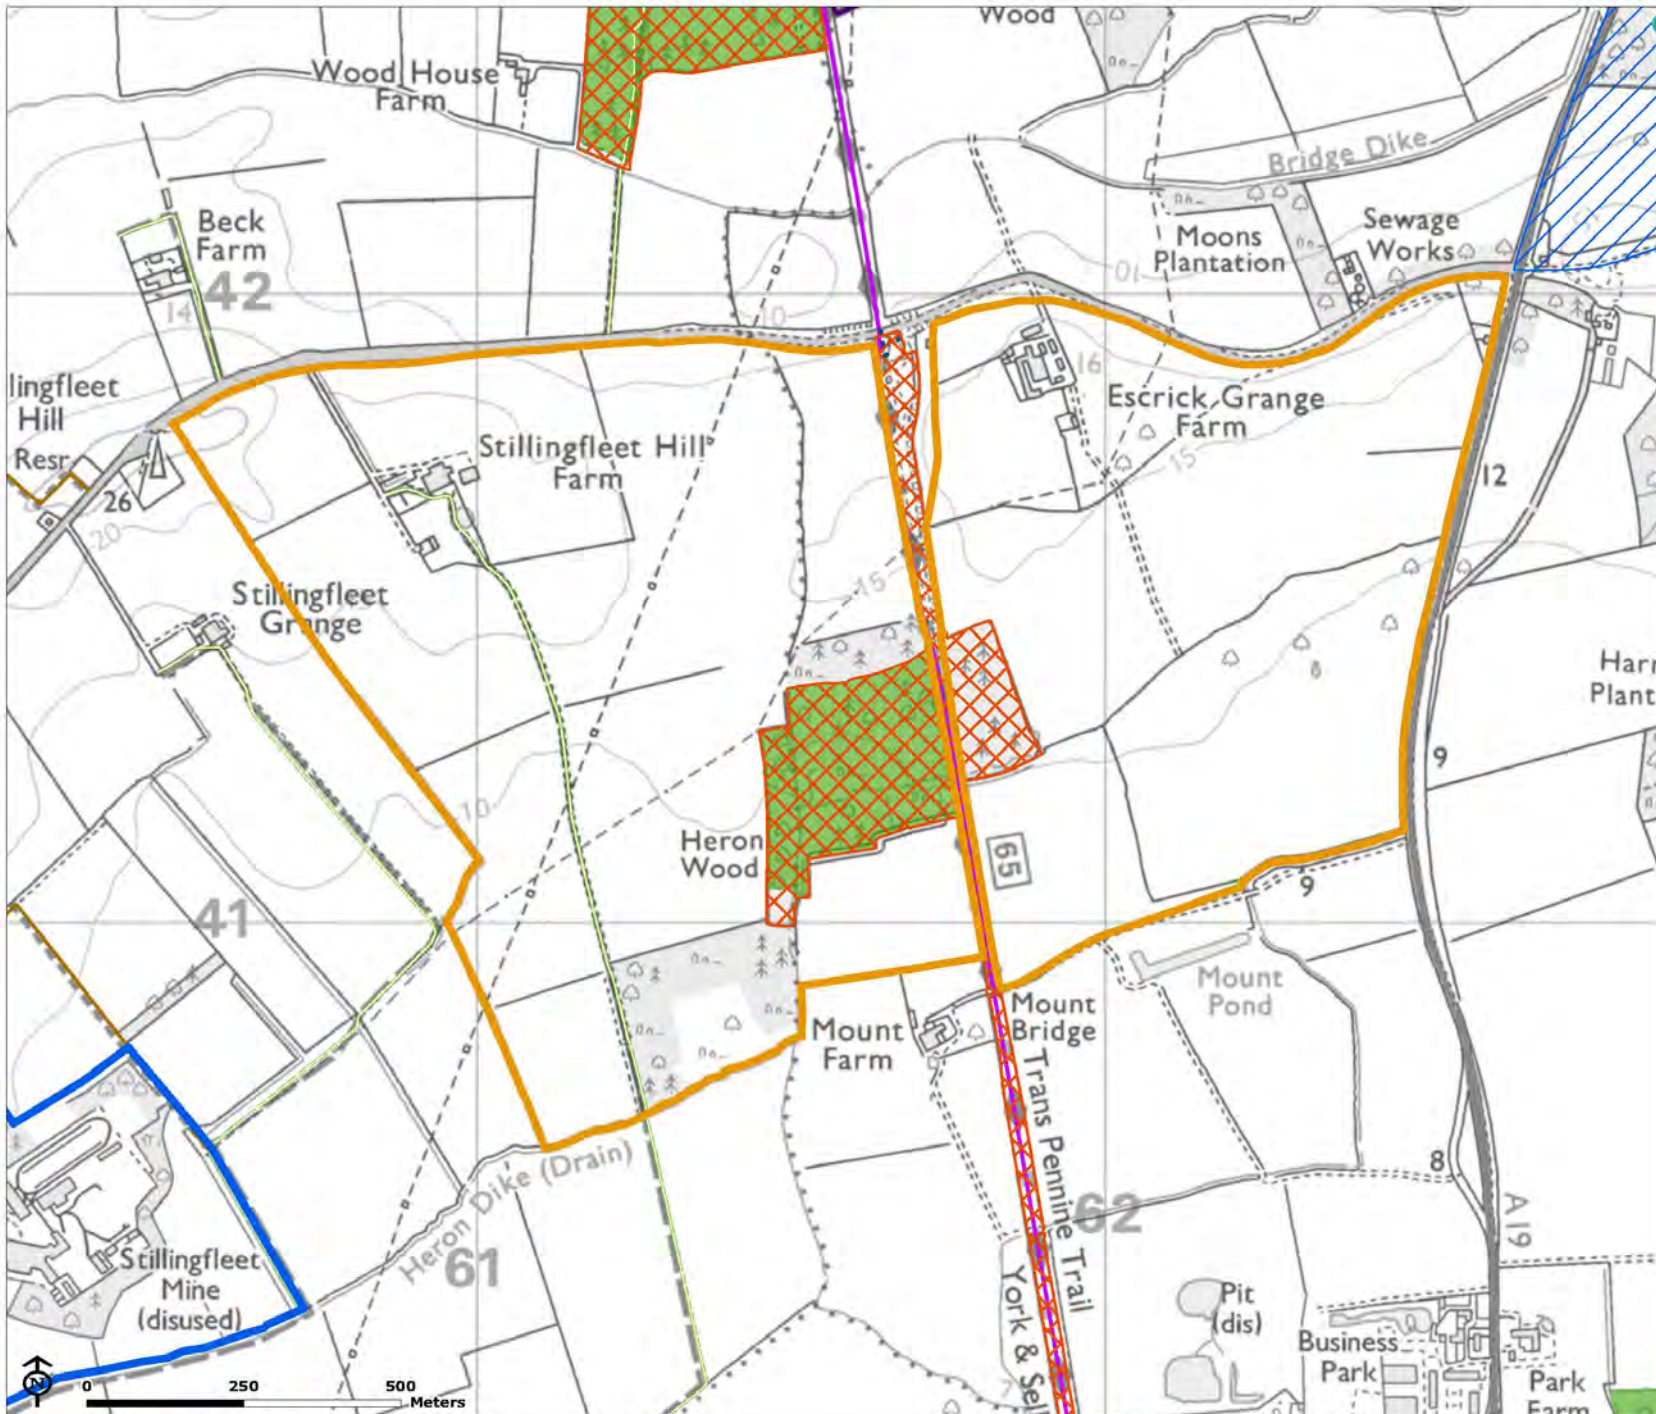 Wood
Wood House
Farm
Bridge Dike
Beck
Farm
Sewage
Works
Moons
Plantation
42
14
10
10
16
lingfleet
Hill
Resr
26
20
Stillingfleet Hill
Farm
Escrick Grange
Farm
15
12
15
Stillingfleet
Grange
Harr
Plant
10
9
Heron
Wood
65
9
41
Mount
Pond
Mount
Farm
Mount
Bridge
Trans Pennine Trail
8
Heron Dike (Drain)
62
A19
61
Stillingfleet
Mine
(disused)
York & Sel
Pit
(dis)
Business
Park
Park
Farm
N
0 250 500
Meters